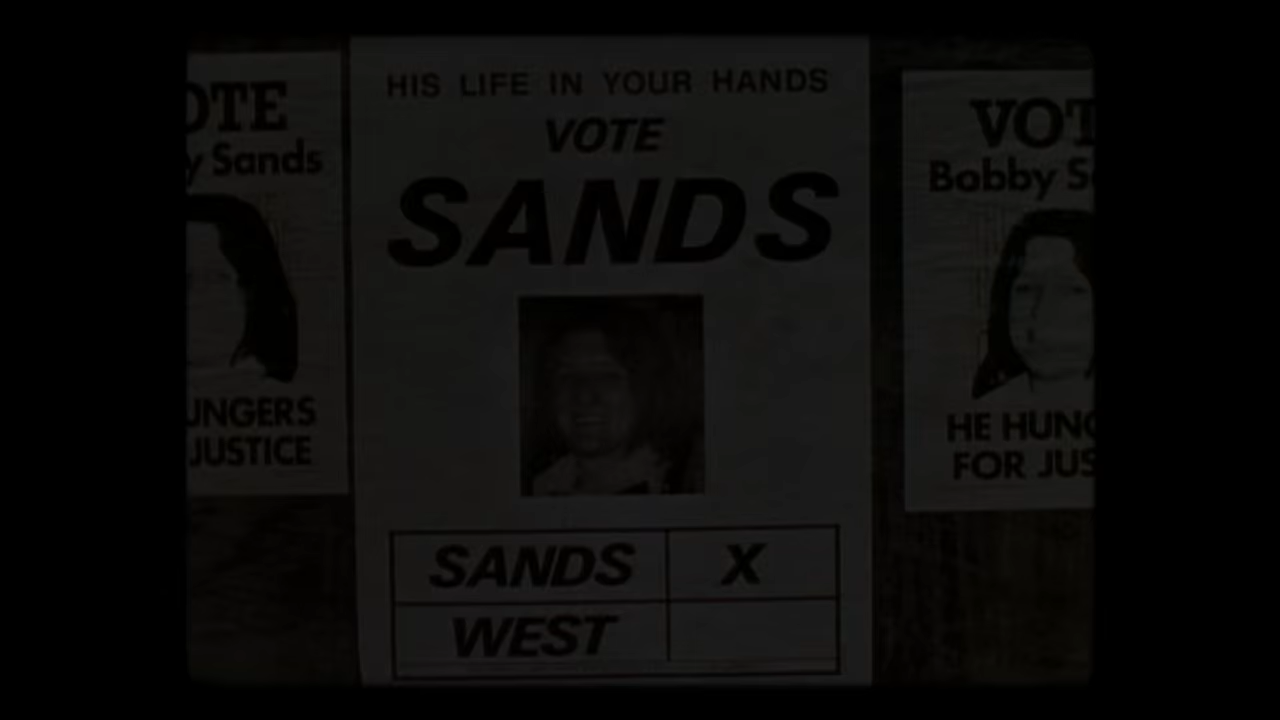 OTE
y Sands
UNGERS
JUSTICE
HIS LIFE IN YOUR HANDS
VOTE
SANDS
SANDS X
WEST
VOT
Bobby S
HE HUNG
FOR JUS